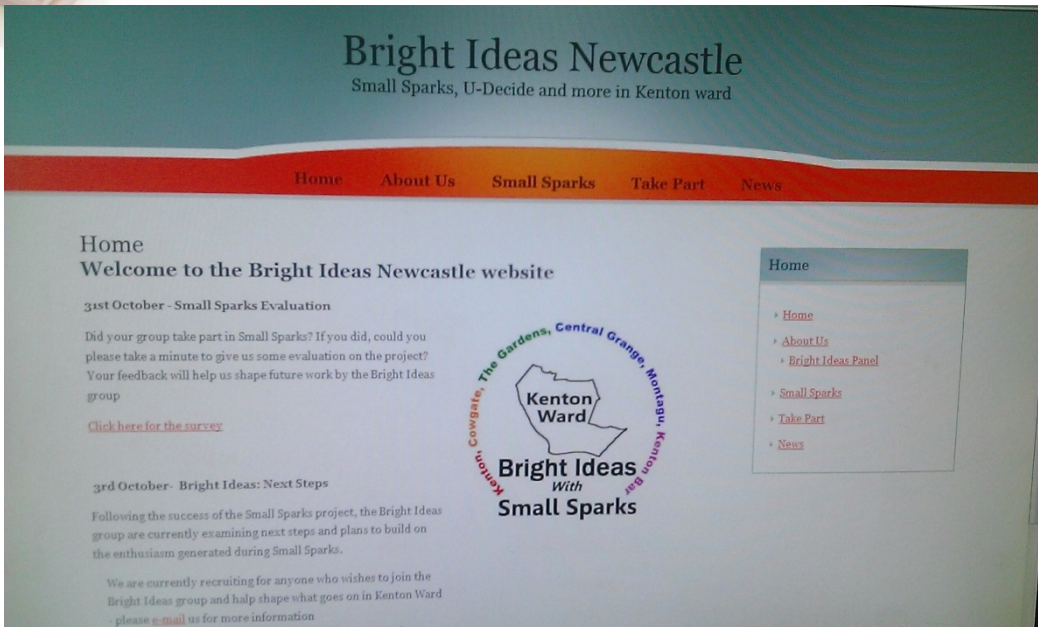 Bright Ideas Newcastle
Small Sparks, U-Decide and more in Kenton ward
Home About Us Small Sparks Take Part News
Home
Welcome to the Bright Ideas Newcastle website
31st October - Small Sparks Evaluation
Did your group take part in Small Sparks? If you did, could you
please take a minute to give us some evaluation on the project?
Your feedback will help us shape future work by the Bright Ideas
group
Click here for the survey
3rd October- Bright Ideas: Next Steps
Following the success of the Small Sparks project, the Bright Ideas
group are currently examining next steps and plans to build on
the enthusiasm generated during Small Sparks.
We are currently recruiting for anyone who wishes to join the
Bright Ideas group and halp shape what goes on in Kenton Ward
- please e-mail us for more information
Kenton, Cowgate, The Gardens, Central Grange, Montagu, Kenton Bar
Kenton
Ward
Bright Ideas
With
Small Sparks
Home
Home
About Us
Bright Ideas Panel
Small Sparks
Take Part
News